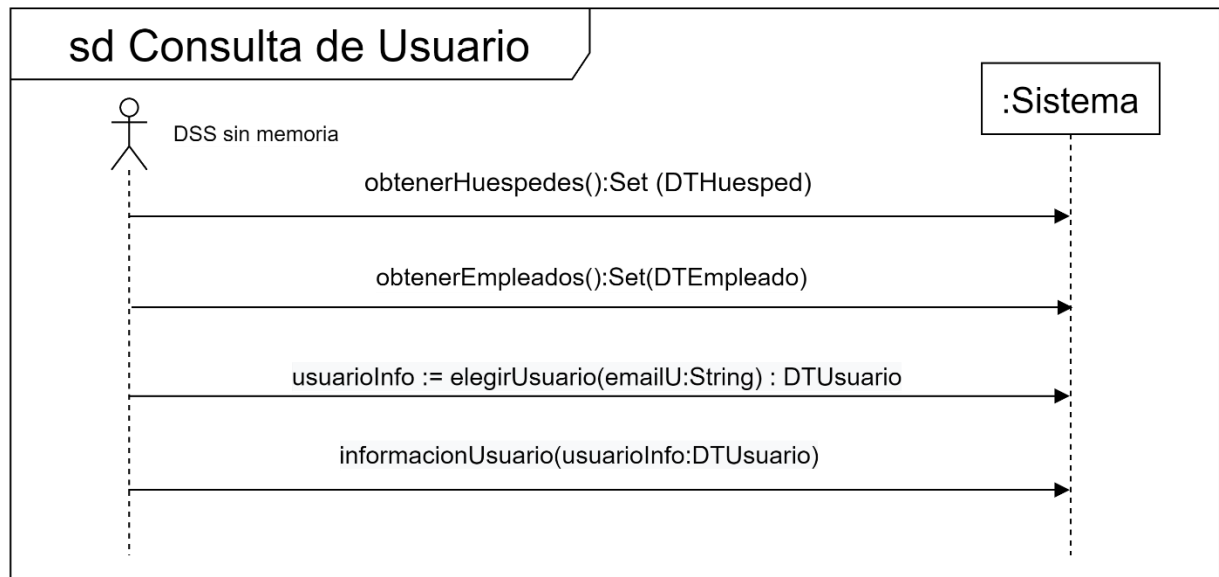 sd Consulta de Usuario
:Sistema
DSS sin memoria
obtenerHuespedes():Set (DTHuesped)
obtenerEmpleados():Set(DTEmpleado)
usuarioInfo := elegirUsuario(emailU:String) : DTUsuario
informacionUsuario(usuarioInfo:DTUsuario)